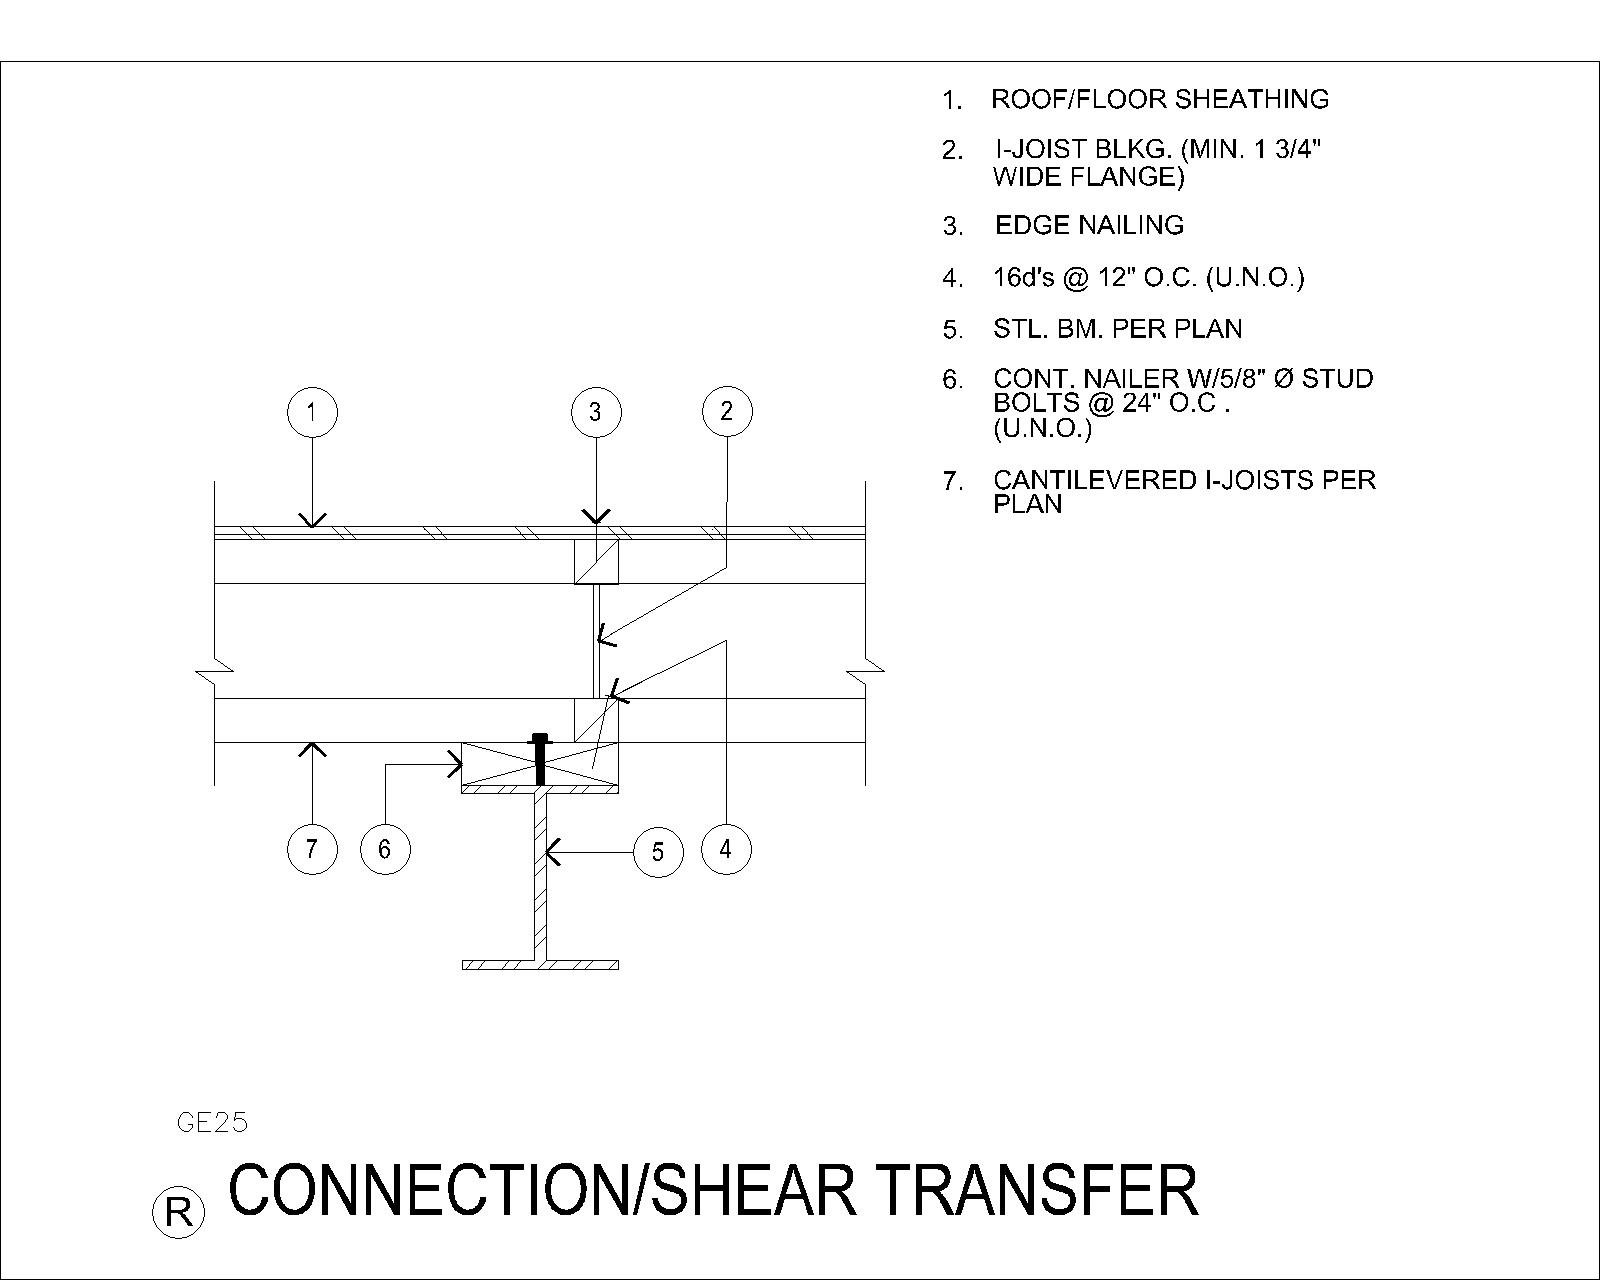 1. ROOF/FLOOR SHEATHING
2. I-JOIST BLKG. (MIN. 1 3/4"
WIDE FLANGE)
3. EDGE NAILING
4. 16d's @ 12" O.C. (U.N.O.)
5. STL. BM. PER PLAN
6. CONT. NAILER W/5/8" Ø STUD
BOLTS @ 24" O.C .
(U.N.O.)
7. CANTILEVERED I-JOISTS PER
PLAN
1 3 2
7 6 5 4
GE25
R CONNECTION/SHEAR TRANSFER